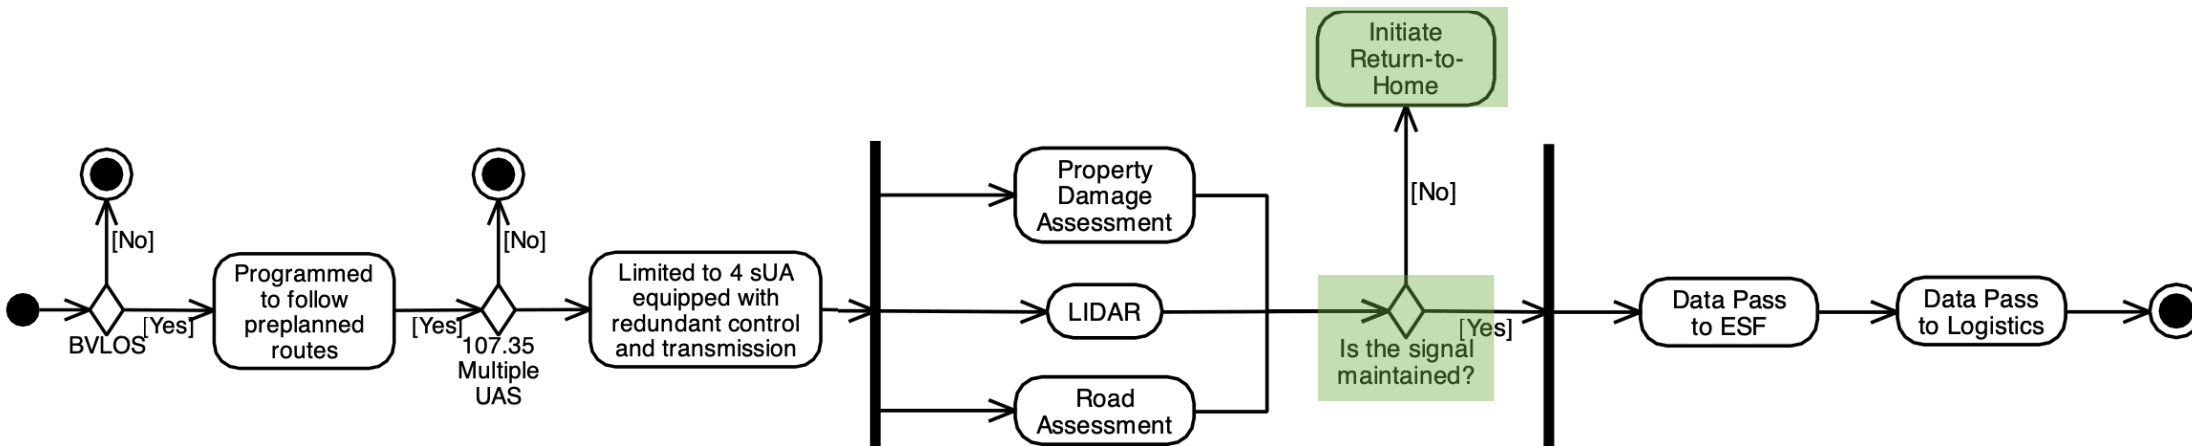 [No]
BVLOS
[Yes]
Programmed
to follow
preplanned
routes
[Yes]
[No]
107.35
Multiple
UAS
Limited to 4 sUA
equipped with
redundant control
and transmission
Property
Damage
Assessment
LIDAR
Road
Assessment
Initiate
Return-to-
Home
[No]
[Yes]
Is the signal
maintained?
Data Pass
to ESF
Data Pass
to Logistics